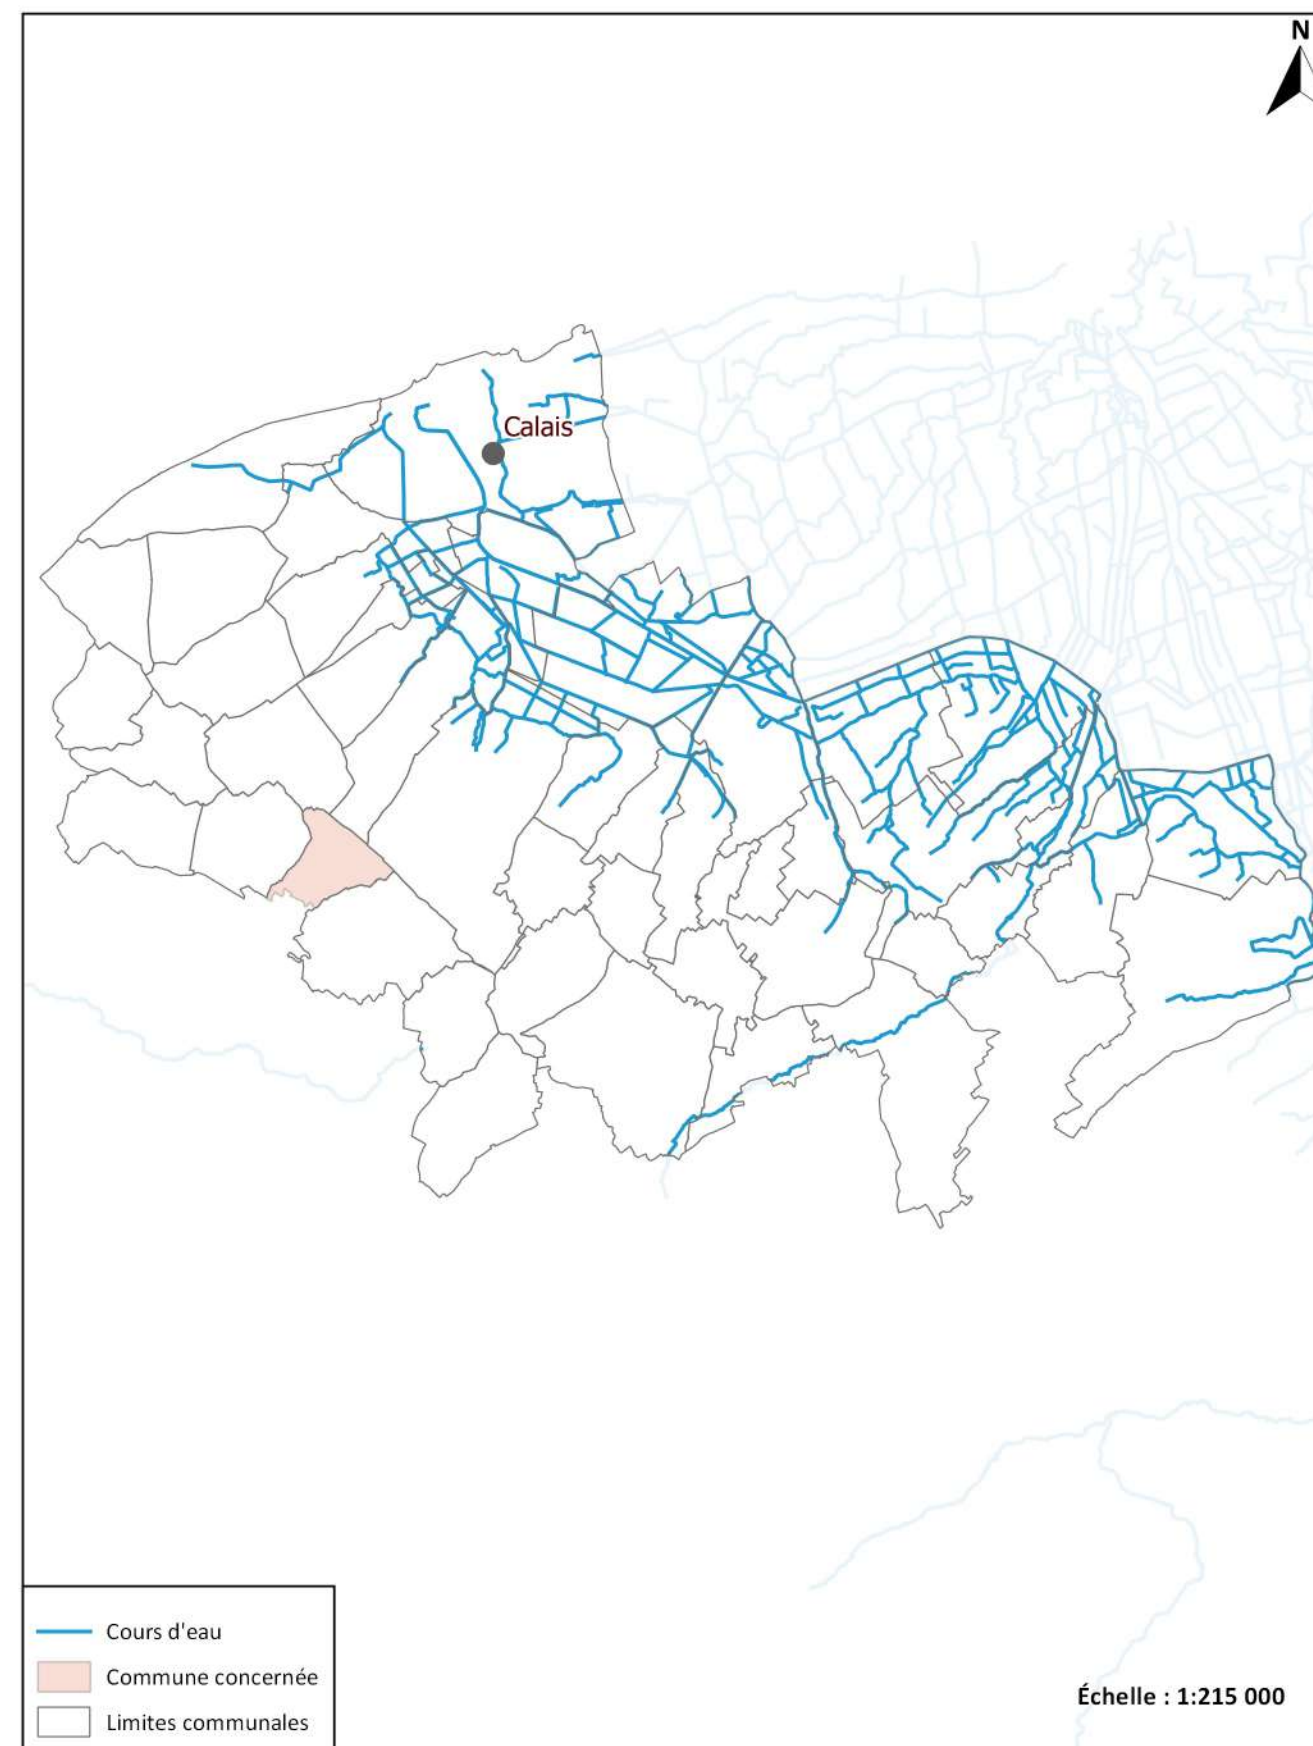 N
Calais
Cours d'eau
Commune concernée
Limites communales
Échelle : 1:215 000